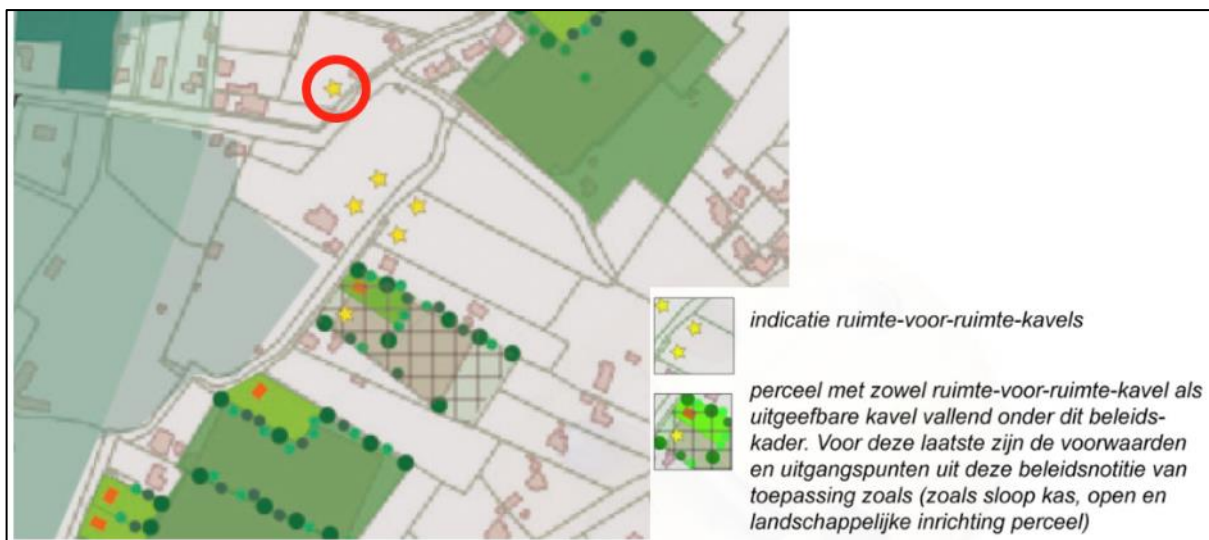 indicatie ruimte-voor-ruimte-kavels
perceel met zowel ruimte-voor-ruimte-kavel als
uitgeefbare kavel vallend onder dit beleids-
kader. Voor deze laatste zijn de voorwaarden
en uitgangspunten uit deze beleidsnotitie van
toepassing zoals (zoals sloop kas, open en
landschappelijke inrichting perceel)